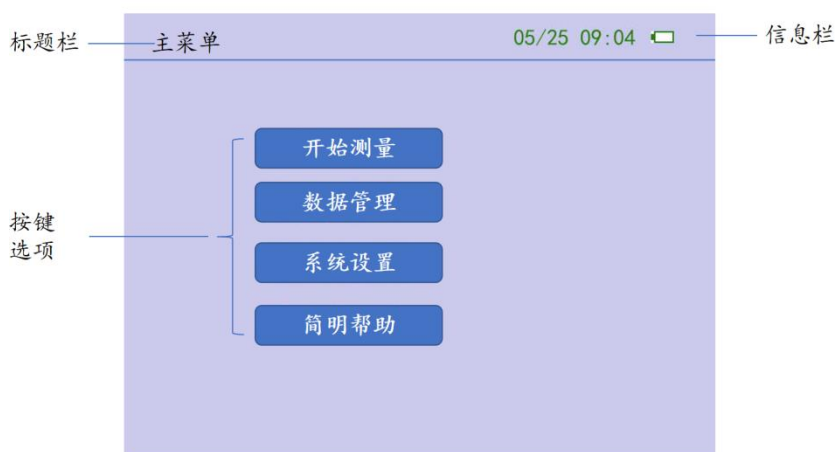 标题栏
主菜单
05/25 09:04
信息栏
开始测量
数据管理
按键
选项
系统设置
简明帮助